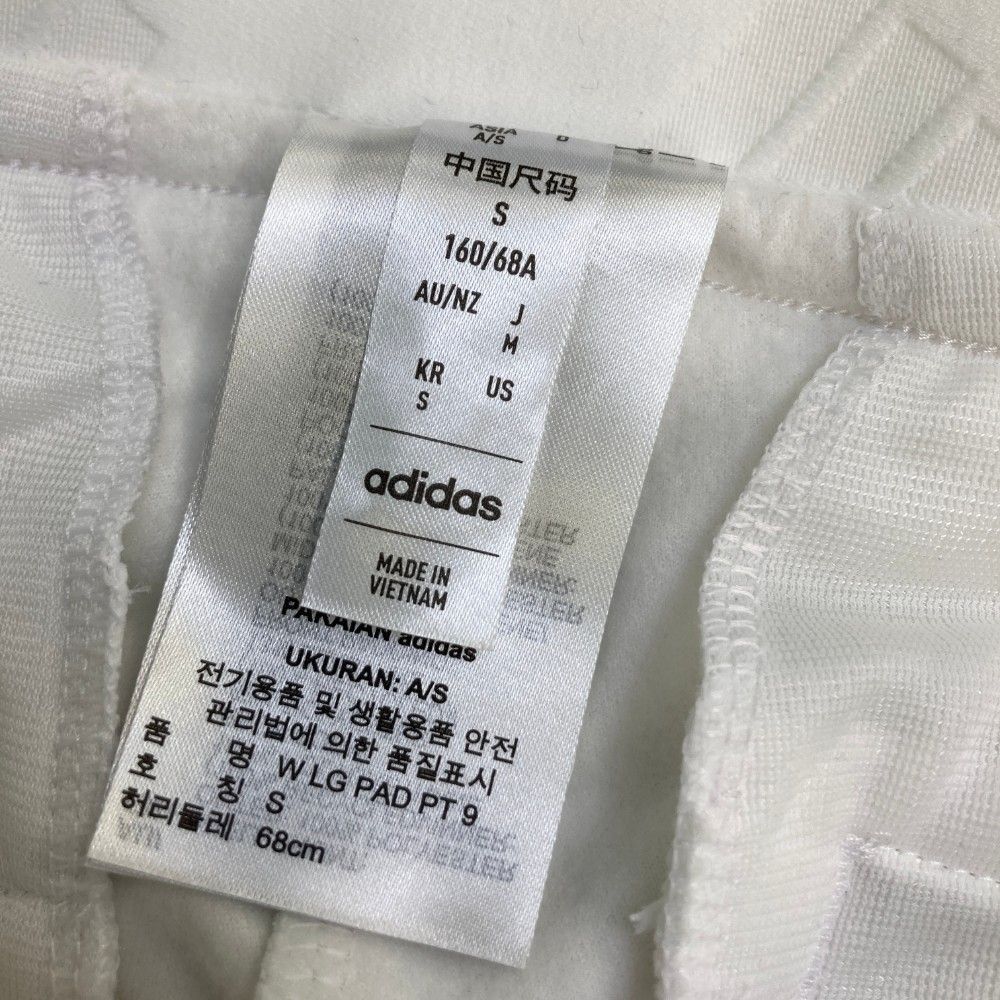 ASIA D
A/S
中国尺码
S
160/68A
AU/NZ J
M
KR US
S
adidas
MADE IN
VIETNAM
PAKAIAN adidas
UKURAN: A/S
전기용품 및 생활용품 안전
관리법에 의한 품질표시
품 명 W LG PAD PT 9
호 칭 S
허리둘레 68cm